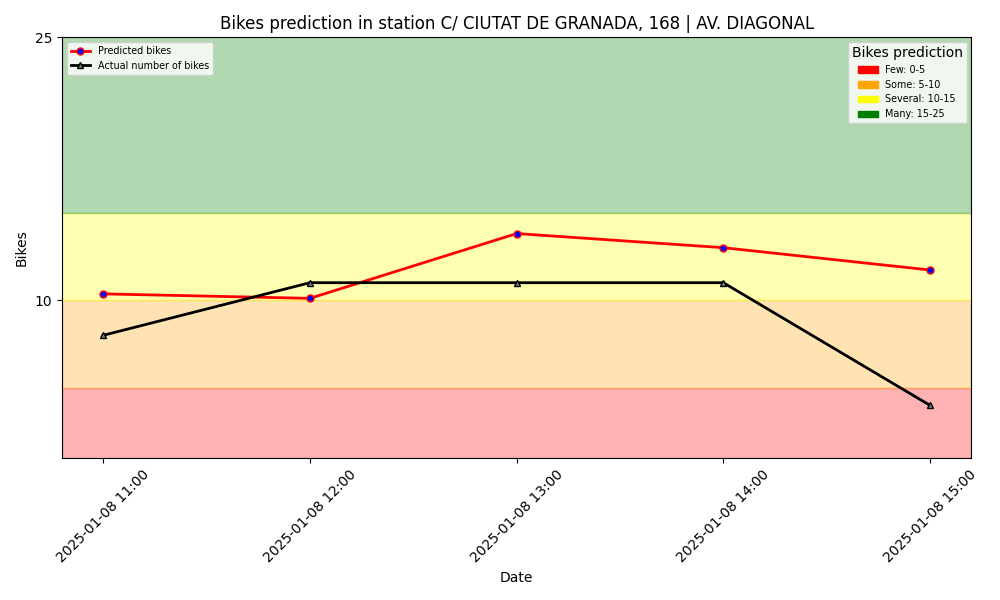 Bikes prediction in station C/ CIUTAT DE GRANADA, 168 | AV. DIAGONAL
25
10
Bikes
Predicted bikes
Actual number of bikes
Bikes prediction
Few: 0-5
Some: 5-10
Several: 10-15
Many: 15-25
2025-01-08 11:00
2025-01-08 12:00
2025-01-08 13:00
2025-01-08 14:00
2025-01-08 15:00
Date